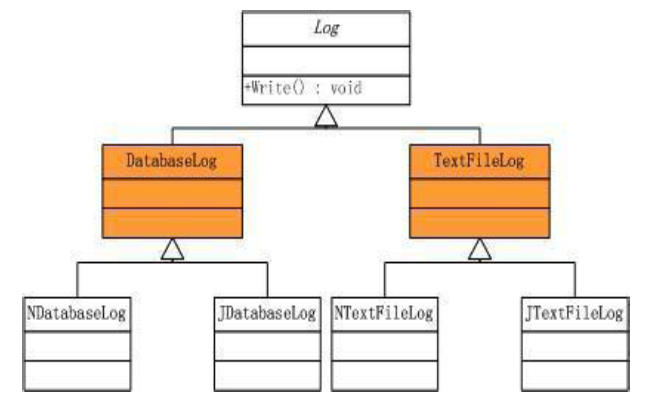 Log
+Write() : void
DatabaseLog
TextFileLog
NDatabaseLog
JDatabaseLog
NTextFileLog
JTextFileLog